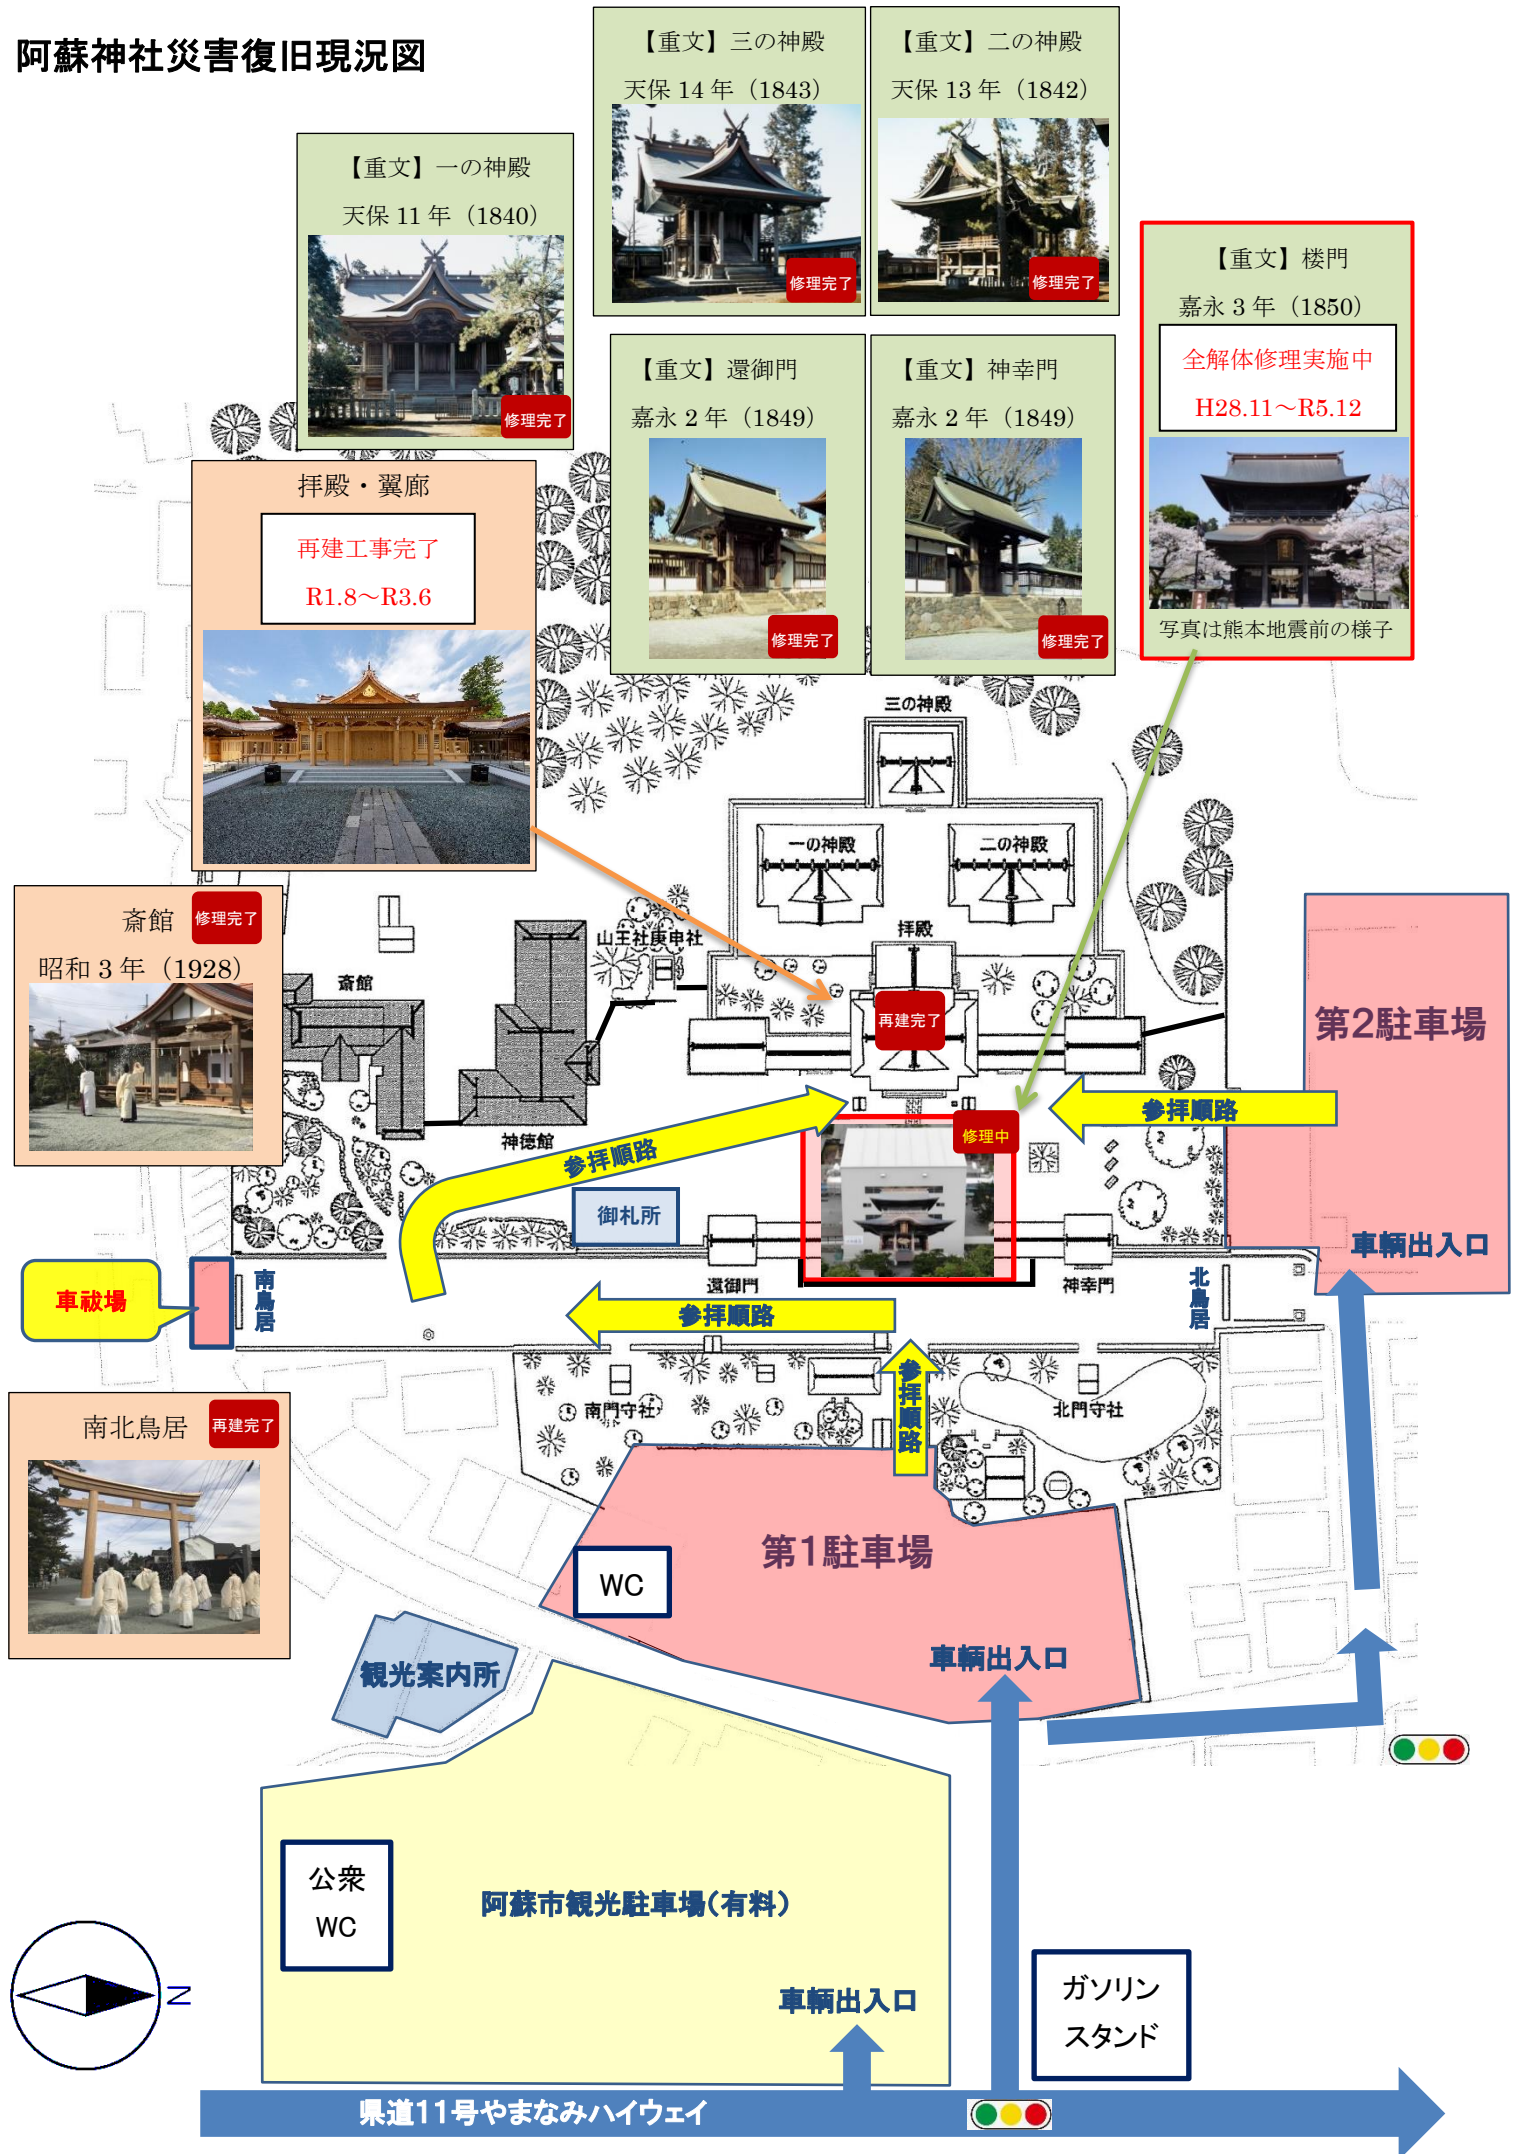 阿蘇神社災害復旧現況図
【重文】三の神殿
天保 14 年（1843）
修理完了
【重文】二の神殿
天保 13 年（1842）
修理完了
【重文】一の神殿
天保 11 年（1840）
修理完了
【重文】楼門
嘉永 3 年（1850）
全解体修理実施中
H28.11～R5.12
写真は熊本地震前の様子
【重文】還御門
嘉永 2 年（1849）
修理完了
【重文】神幸門
嘉永 2 年（1849）
修理完了
拝殿・翼廊
再建工事完了
R1.8～R3.6
三の神殿
一の神殿
二の神殿
拝殿
再建完了
山王社庚申社
斎館
修理完了
昭和 3 年（1928）
斎館
神徳館
第2駐車場
参拝順路
修理中
参拝順路
御札所
車輌出入口
還御門
神幸門
南鳥居
北鳥居
車祓場
参拝順路
参拝順路
南門守社
北門守社
南北鳥居
再建完了
第1駐車場
WC
車輌出入口
観光案内所
公衆
WC
阿蘇市観光駐車場（有料）
車輌出入口
ガソリン
スタンド
N
県道11号やまなみハイウェイ